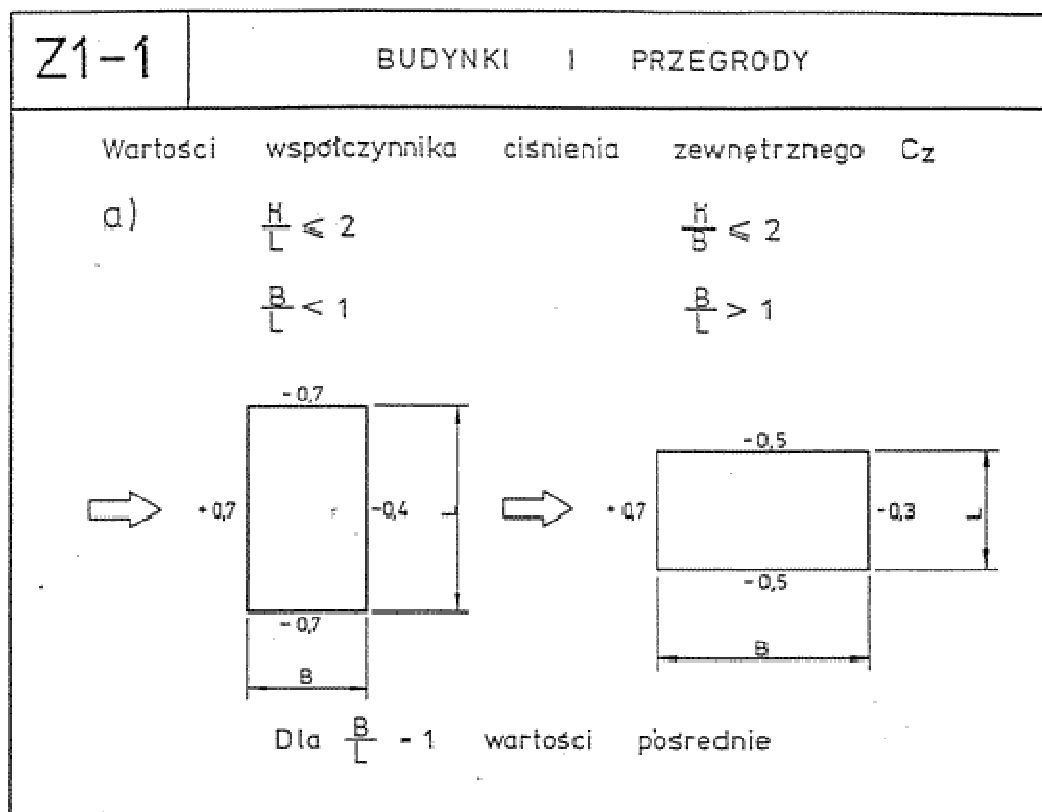 Z1-1 BUDYNKI I PRZEGRODY
Wartości współczynnika ciśnienia zewnętrznego Cz
a) H/L ⩽ 2 H/B ⩽ 2
B/L < 1 B/L > 1
-0,7 -0,5
+0,7 -0,4 L +0,7 -0,3 L
-0,7 -0,5
B B
Dla B/L - 1 wartości pośrednie